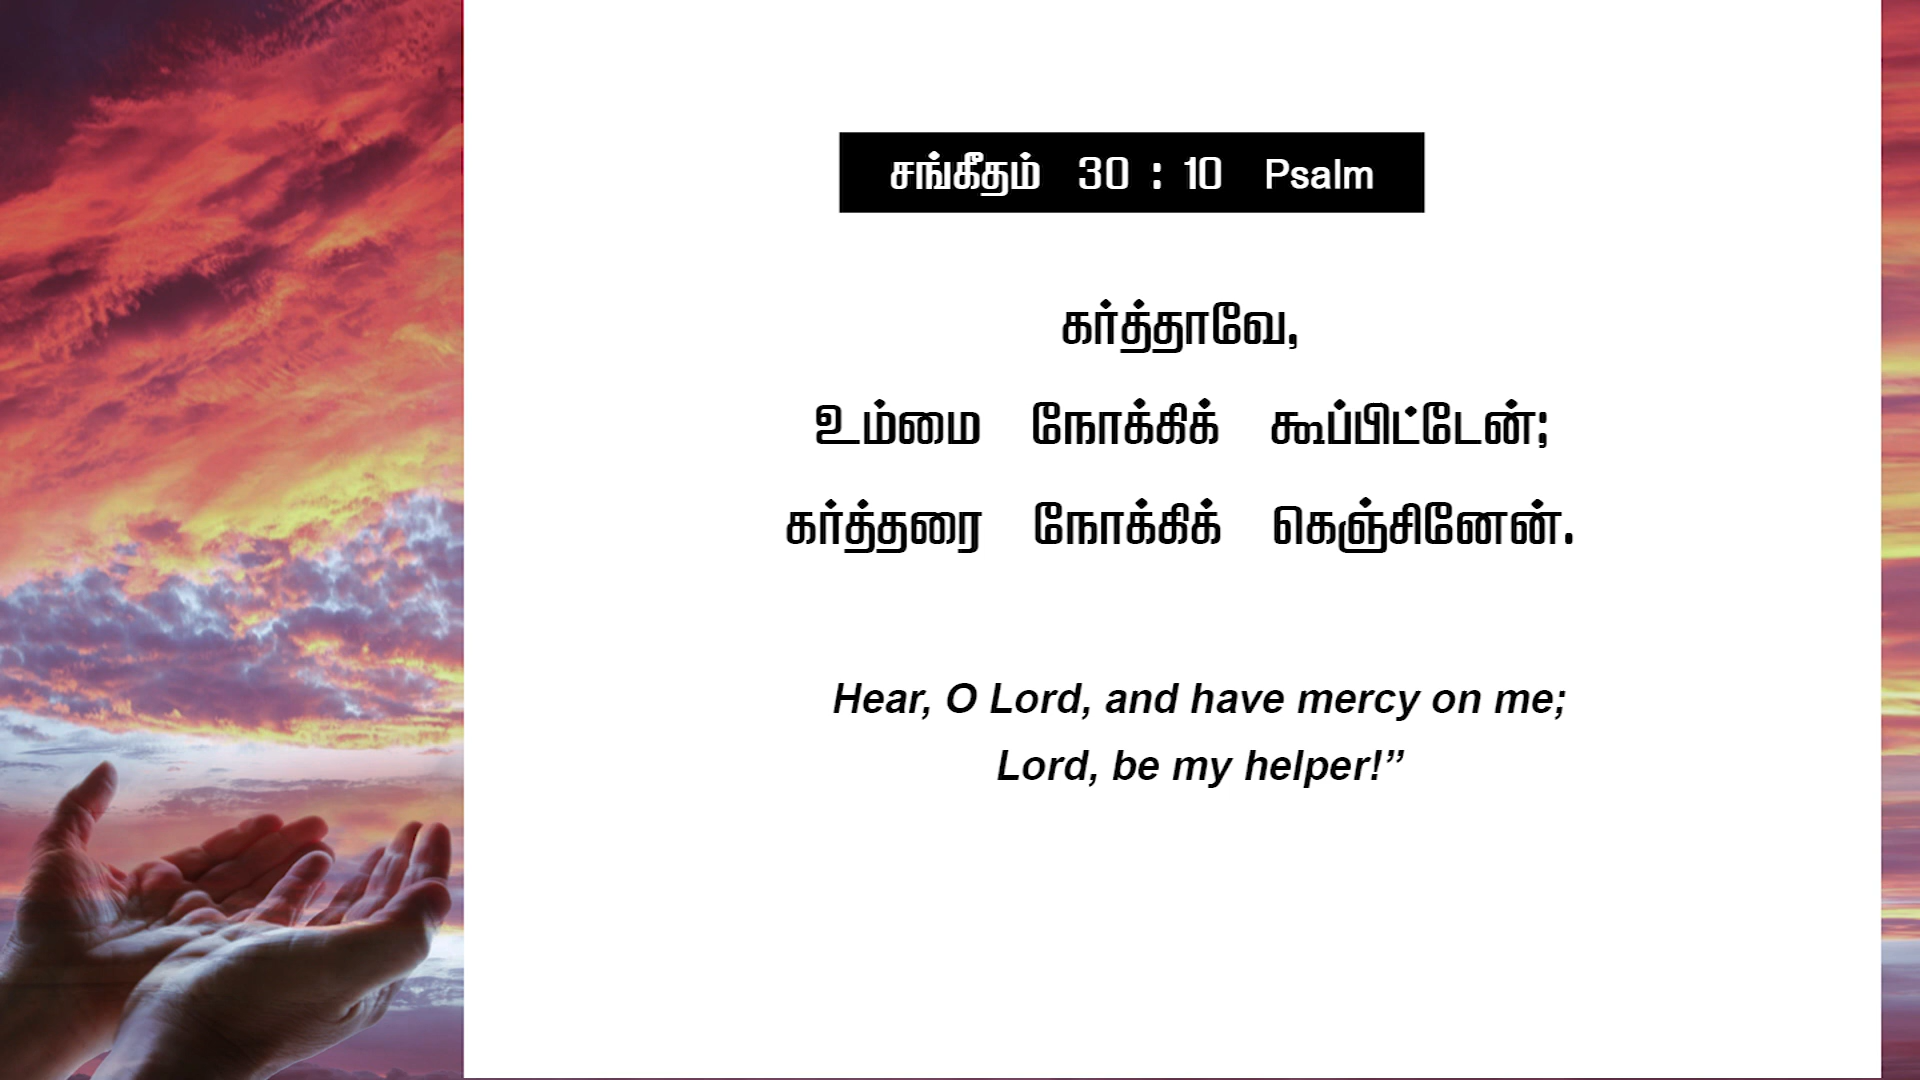 சங்கீதம் 30 : 10 Psalm
கர்த்தாவே,
உம்மை நோக்கிக் கூப்பிட்டேன்;
கர்த்தரை நோக்கிக் கெஞ்சினேன்.
Hear, O Lord, and have mercy on me;
Lord, be my helper!”